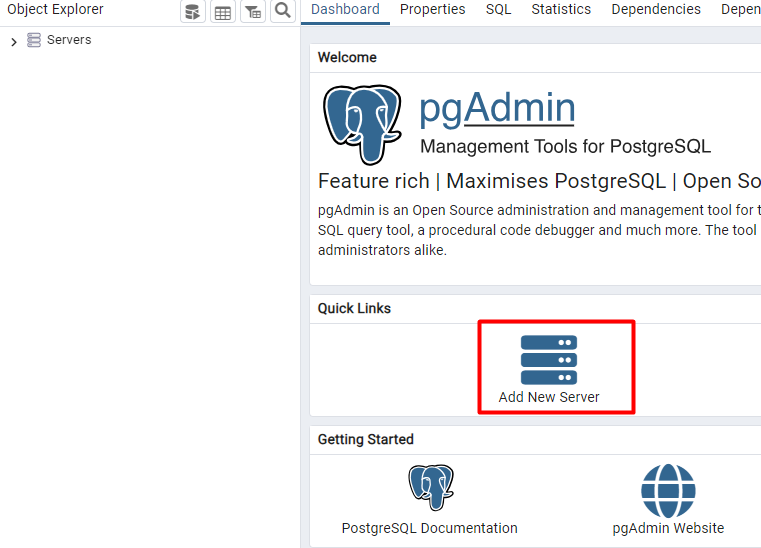 Object Explorer
Dashboard Properties SQL Statistics Dependencies Depen
Servers
Welcome
pgAdmin
Management Tools for PostgreSQL
Feature rich | Maximises PostgreSQL | Open So
pgAdmin is an Open Source administration and management tool for t
SQL query tool, a procedural code debugger and much more. The tool
administrators alike.
Quick Links
Add New Server
Getting Started
PostgreSQL Documentation
pgAdmin Website